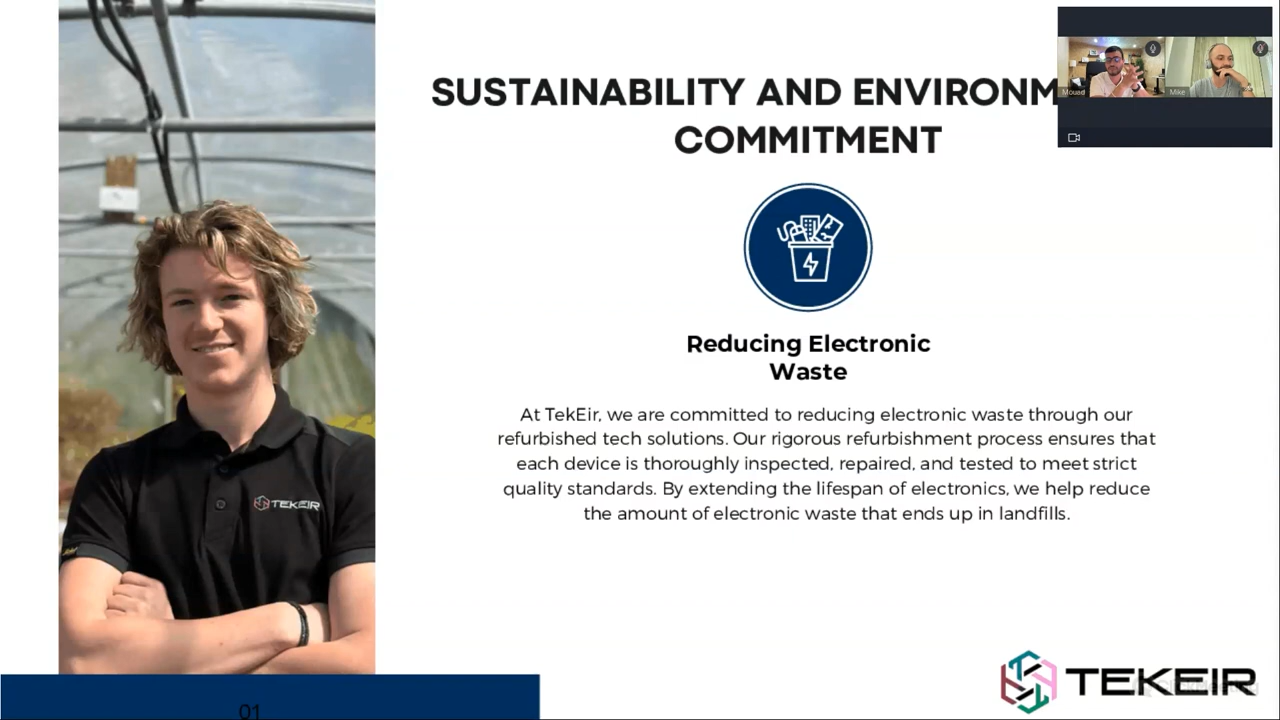 SUSTAINABILITY AND ENVIRONM
COMMITMENT
Mouad
Mike
Reducing Electronic
Waste
At TekEir, we are committed to reducing electronic waste through our
refurbished tech solutions. Our rigorous refurbishment process ensures that
each device is thoroughly inspected, repaired, and tested to meet strict
quality standards. By extending the lifespan of electronics, we help reduce
the amount of electronic waste that ends up in landfills.
TEKEIR
TEKEIR
01